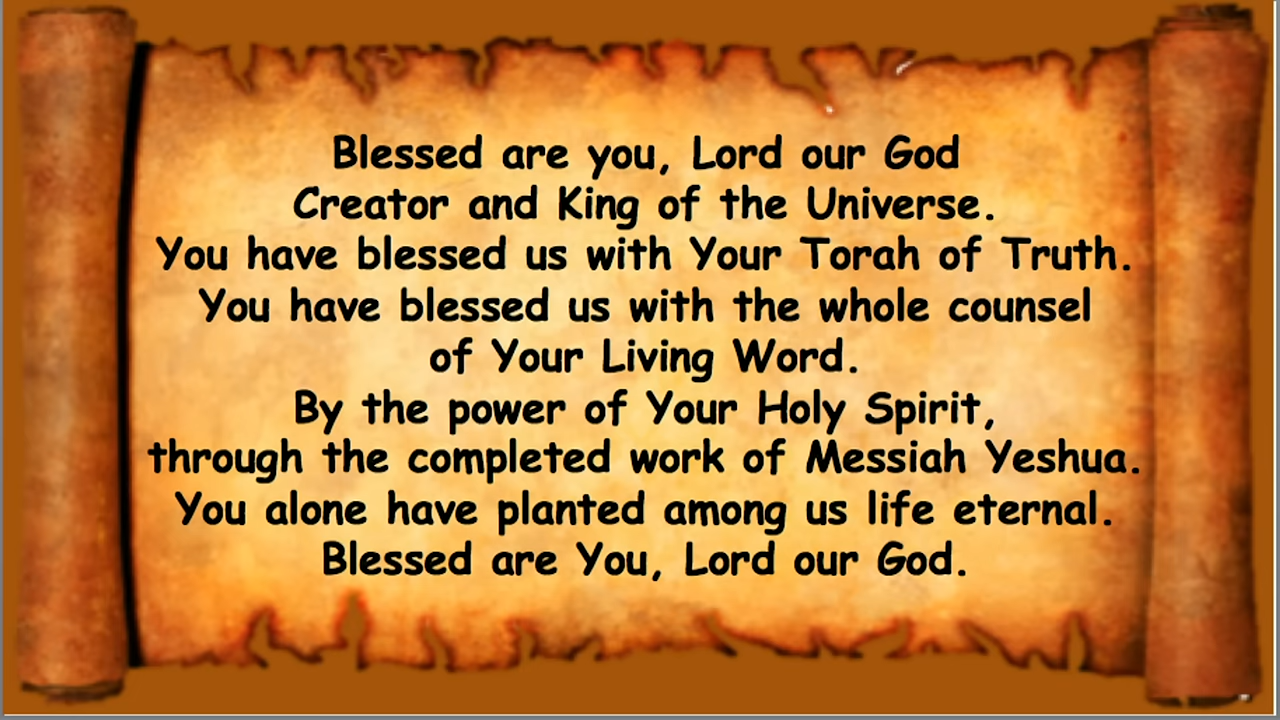 Blessed are you, Lord our God
Creator and King of the Universe.
You have blessed us with Your Torah of Truth.
You have blessed us with the whole counsel
of Your Living Word.
By the power of Your Holy Spirit,
through the completed work of Messiah Yeshua.
You alone have planted among us life eternal.
Blessed are You, Lord our God.